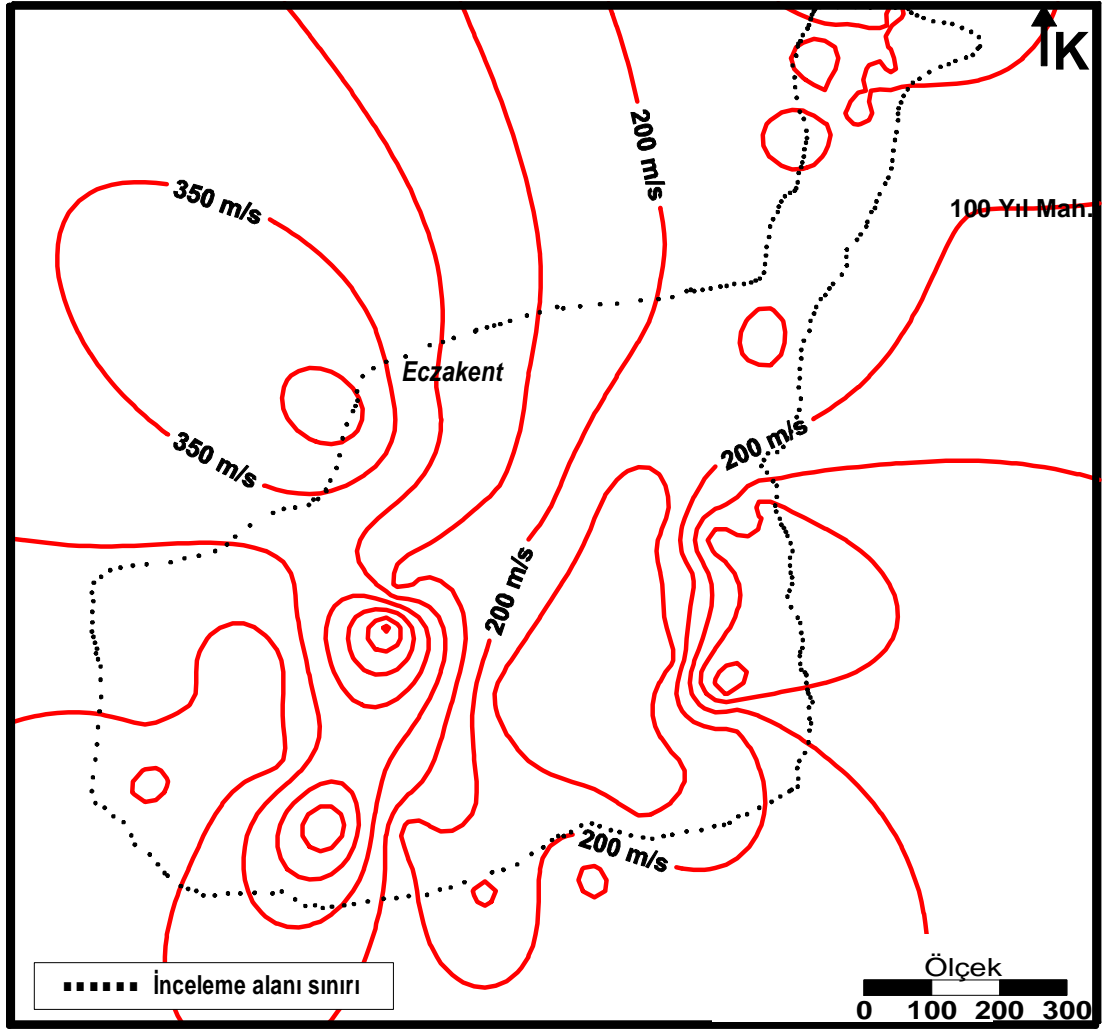 K
200 m/s
350 m/s
100 Yıl Mah.
Eczakent
350 m/s
200 m/s
200 m/s
200 m/s
Ölçek
0 100 200 300
İnceleme alanı sınırı